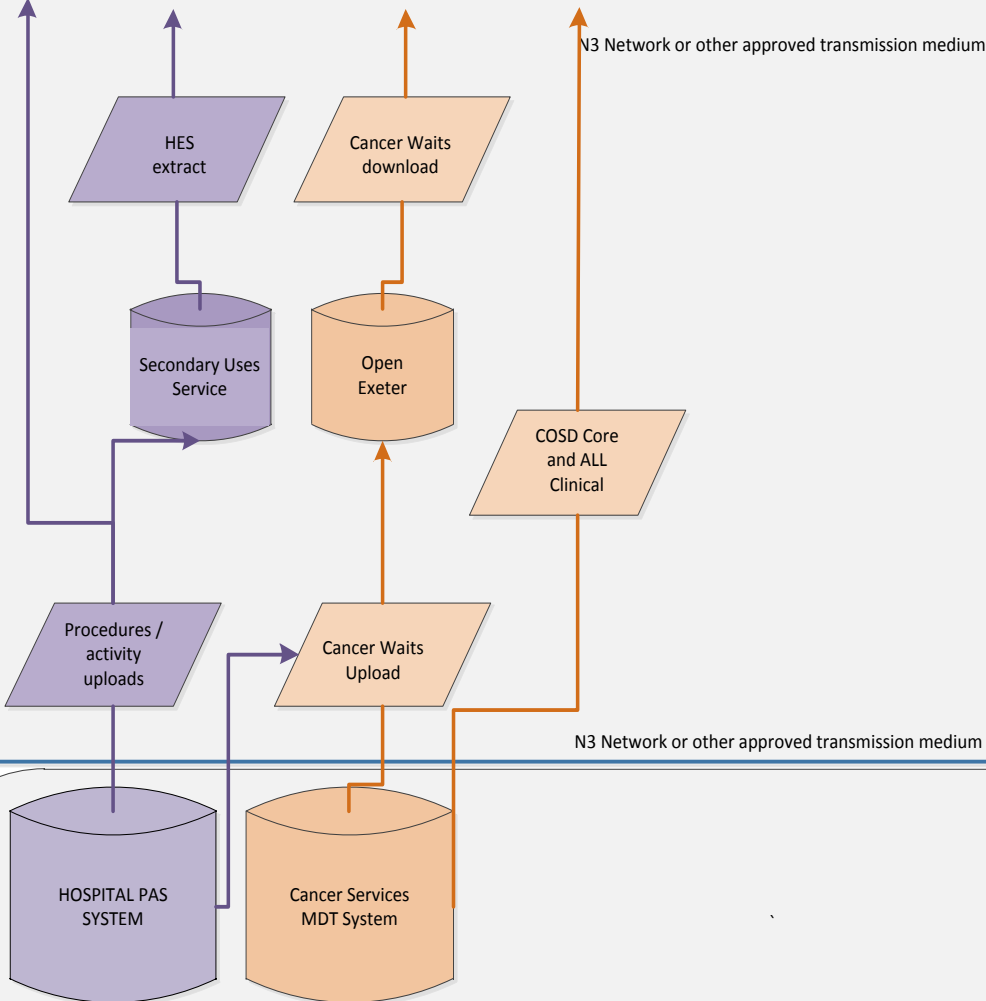 N3 Network or other approved transmission medium
HES
extract
Cancer Waits
download
Secondary Uses
Service
Open
Exeter
COSD Core
and ALL
Clinical
Procedures /
activity
uploads
Cancer Waits
Upload
N3 Network or other approved transmission medium
HOSPITAL PAS
SYSTEM
Cancer Services
MDT System
`